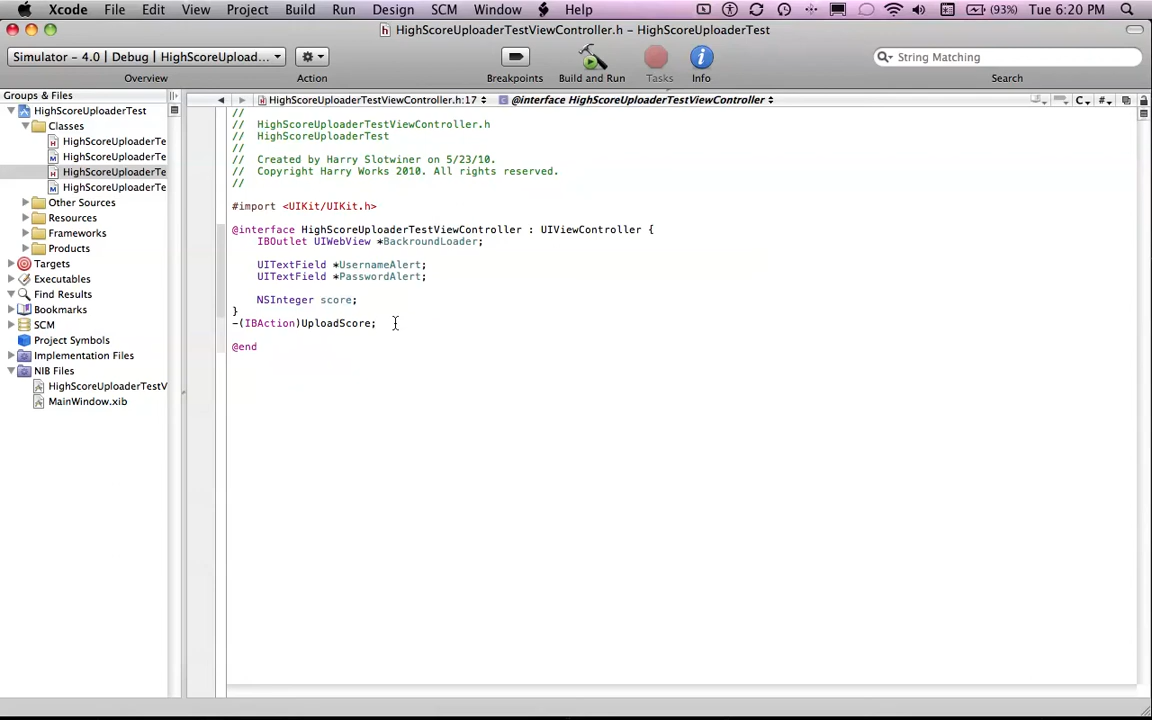 Xcode File Edit View Project Build Run Design SCM Window Help (93%) Tue 6:20 PM
HighScoreUploaderTestViewController.h – HighScoreUploaderTest
Simulator - 4.0 | Debug | HighScoreUpload...
String Matching
Overview Action Breakpoints Build and Run Tasks Info Search
Groups & Files
HighScoreUploaderTest
Classes
HighScoreUploaderTe
HighScoreUploaderTe
HighScoreUploaderTe
HighScoreUploaderTe
Other Sources
Resources
Frameworks
Products
Targets
Executables
Find Results
Bookmarks
SCM
Project Symbols
Implementation Files
NIB Files
HighScoreUploaderTestV
MainWindow.xib
HighScoreUploaderTestViewController.h:17 @interface HighScoreUploaderTestViewController
//
// HighScoreUploaderTestViewController.h
// HighScoreUploaderTest
//
// Created by Harry Slotwiner on 5/23/10.
// Copyright Harry Works 2010. All rights reserved.
//
#import <UIKit/UIKit.h>
@interface HighScoreUploaderTestViewController : UIViewController {
IBOutlet UIWebView *BackroundLoader;
UITextField *UsernameAlert;
UITextField *PasswordAlert;
NSInteger score;
}
-(IBAction)UploadScore;
@end